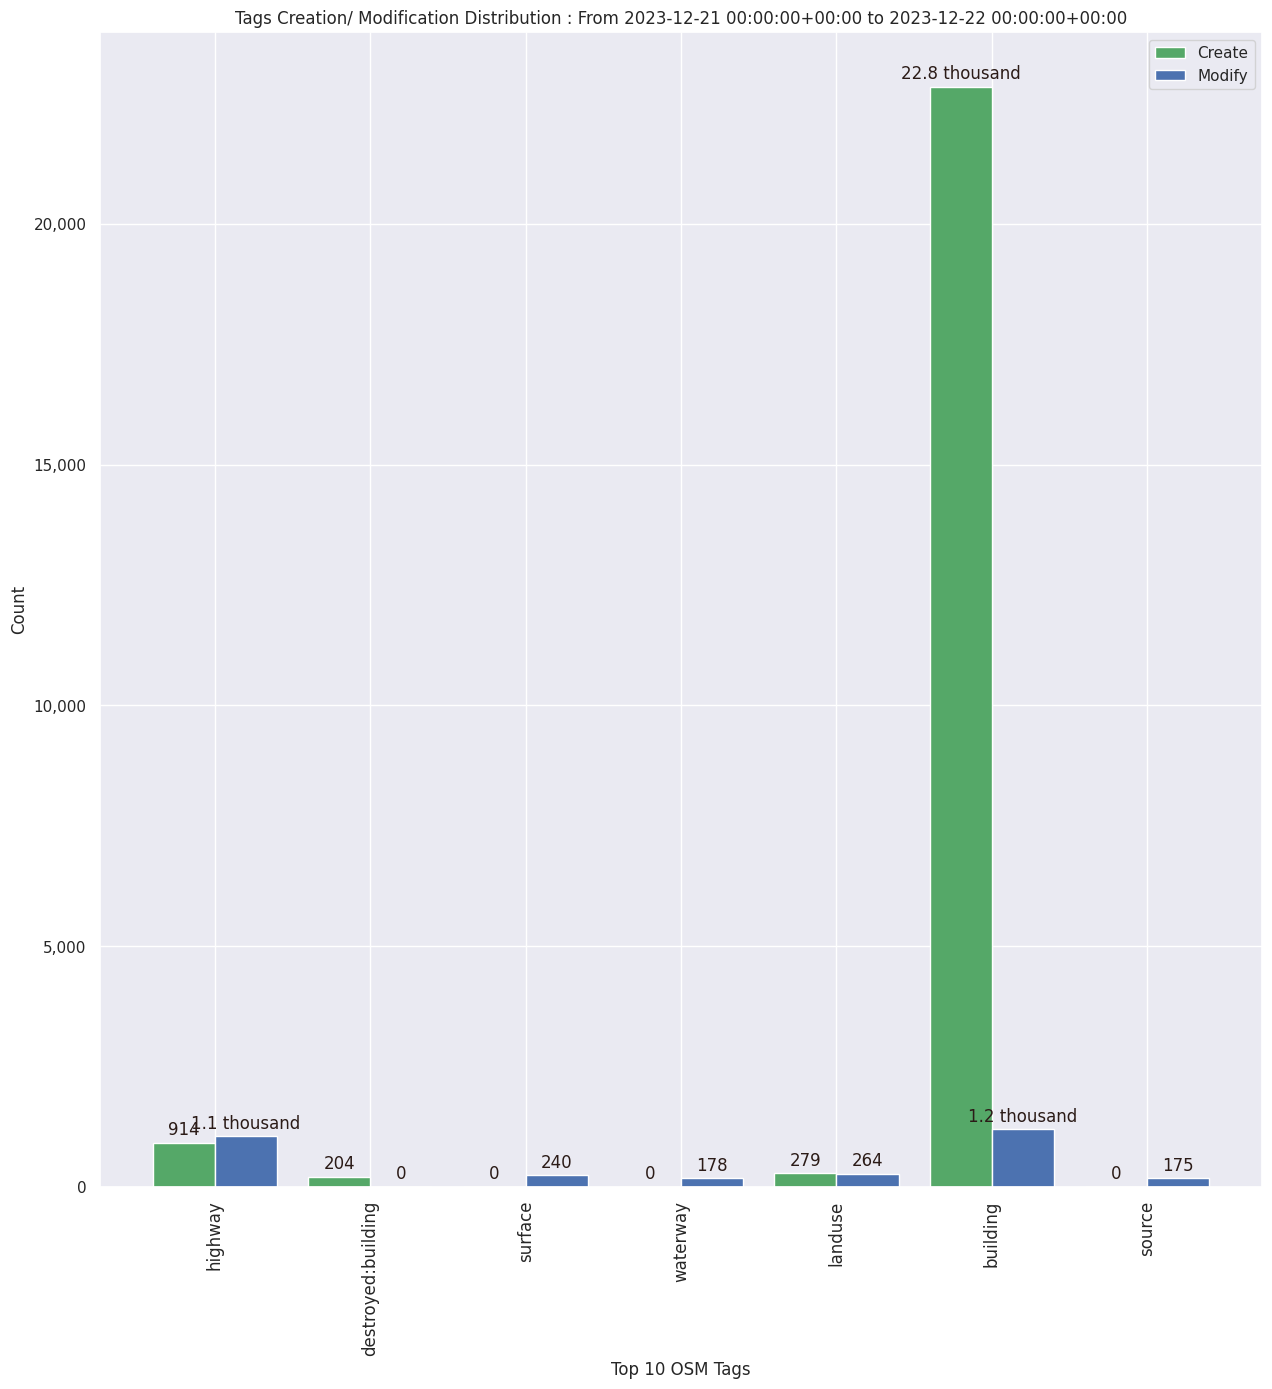 Tags Creation/ Modification Distribution : From 2023-12-21 00:00:00+00:00 to 2023-12-22 00:00:00+00:00
Create
Modify
22.8 thousand
20,000
15,000
10,000
5,000
0
Count
914
1.1 thousand
204
0
0
240
0
178
279
264
1.2 thousand
0
175
highway
destroyed:building
surface
waterway
landuse
building
source
Top 10 OSM Tags